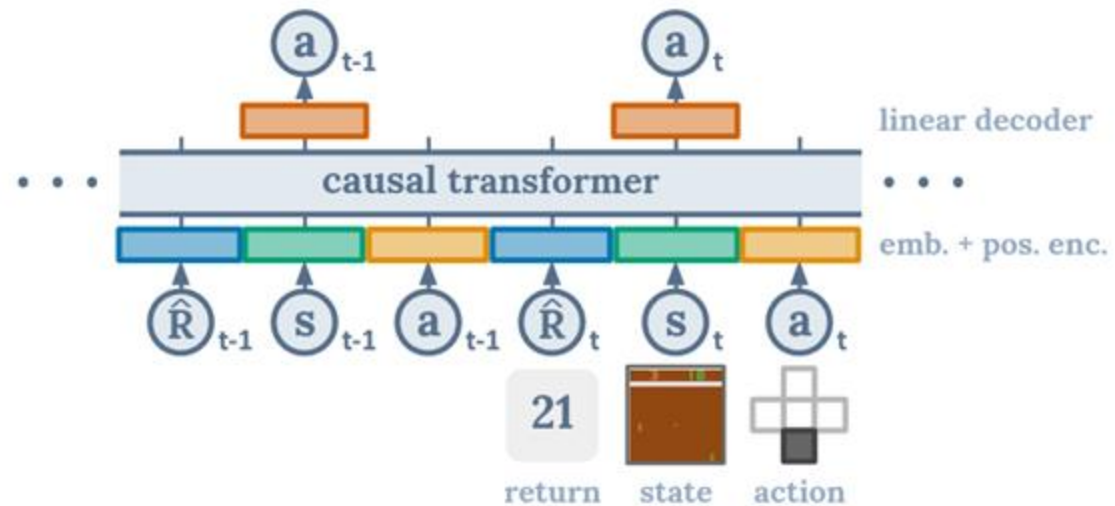 a t-1 a t
linear decoder
. . . causal transformer . . .
emb. + pos. enc.
R̂ t-1 s t-1 a t-1 R̂ t s t a t
21
return state action